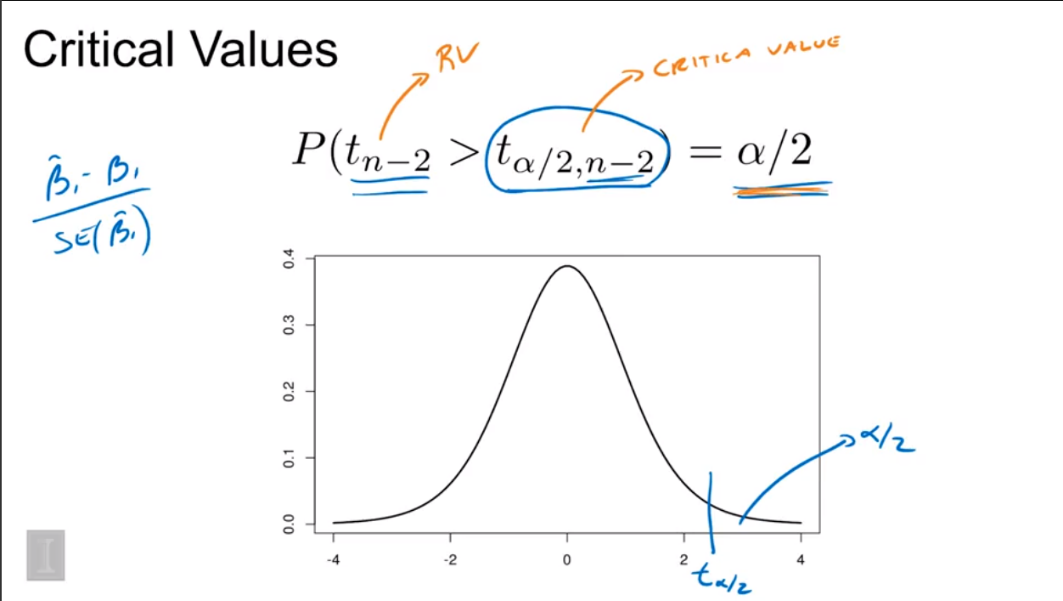 Critical Values
RV
CRITICA VALUE
P(t_{n−2} > t_{α/2,n−2}) = α/2
β̂₁ - β₁
SE(β̂₁)
0.4
0.3
0.2
0.1
0.0
α/2
-4 -2 0 2 4
t_{α/2}
I